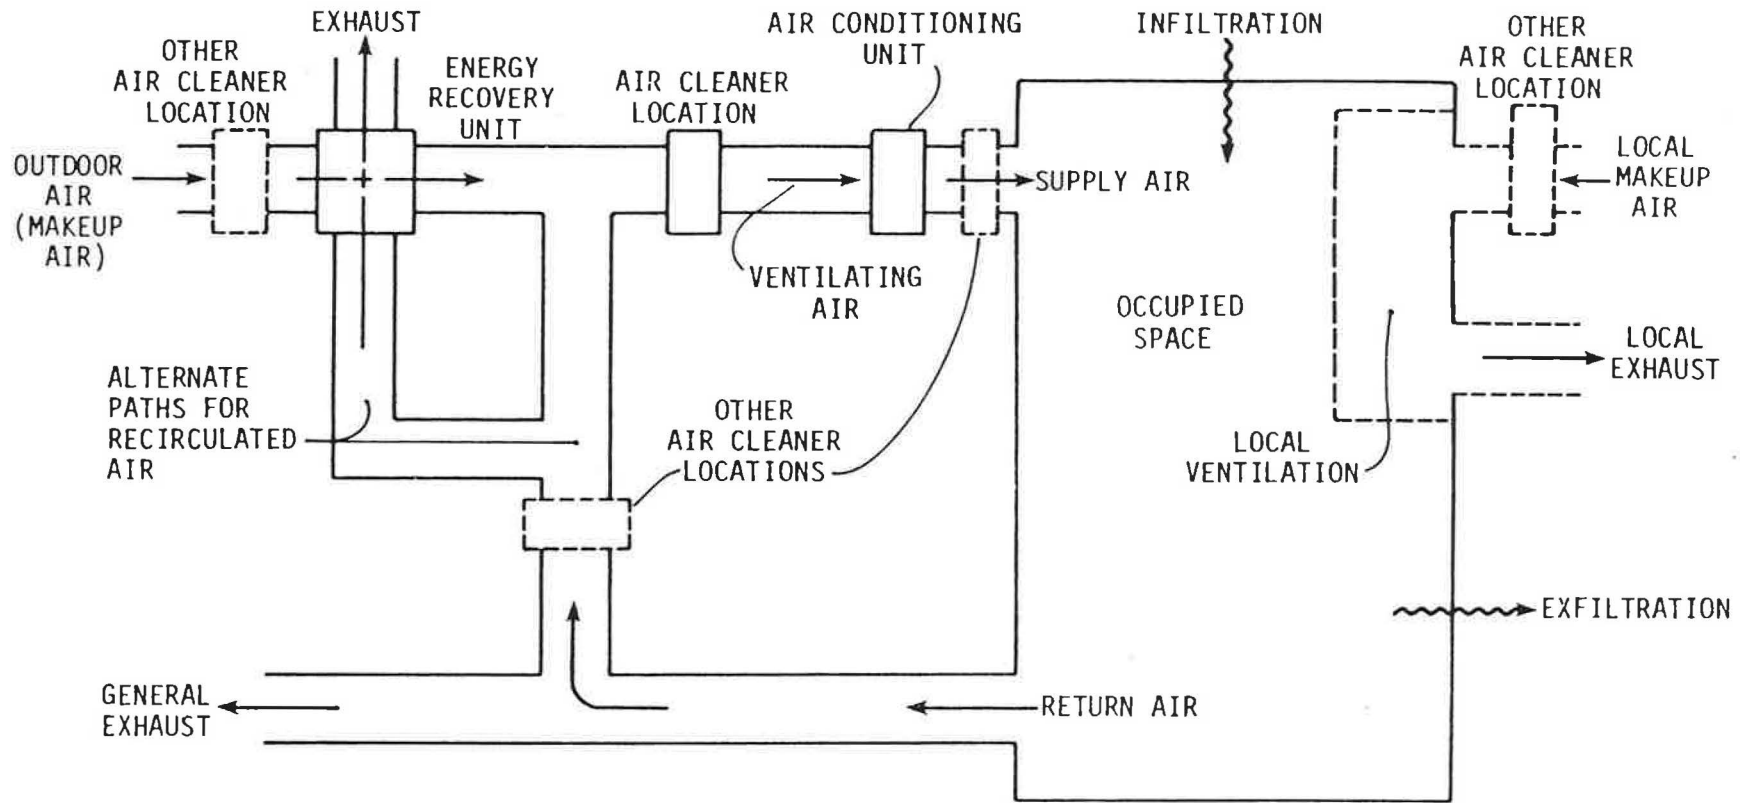 EXHAUST
OTHER
AIR CLEANER
LOCATION
ENERGY
RECOVERY
UNIT
AIR CLEANER
LOCATION
AIR CONDITIONING
UNIT
INFILTRATION
OTHER
AIR CLEANER
LOCATION
OUTDOOR
AIR
(MAKEUP
AIR)
SUPPLY AIR
LOCAL
MAKEUP
AIR
VENTILATING
AIR
OCCUPIED
SPACE
LOCAL
EXHAUST
ALTERNATE
PATHS FOR
RECIRCULATED
AIR
OTHER
AIR CLEANER
LOCATIONS
LOCAL
VENTILATION
EXFILTRATION
GENERAL
EXHAUST
RETURN AIR